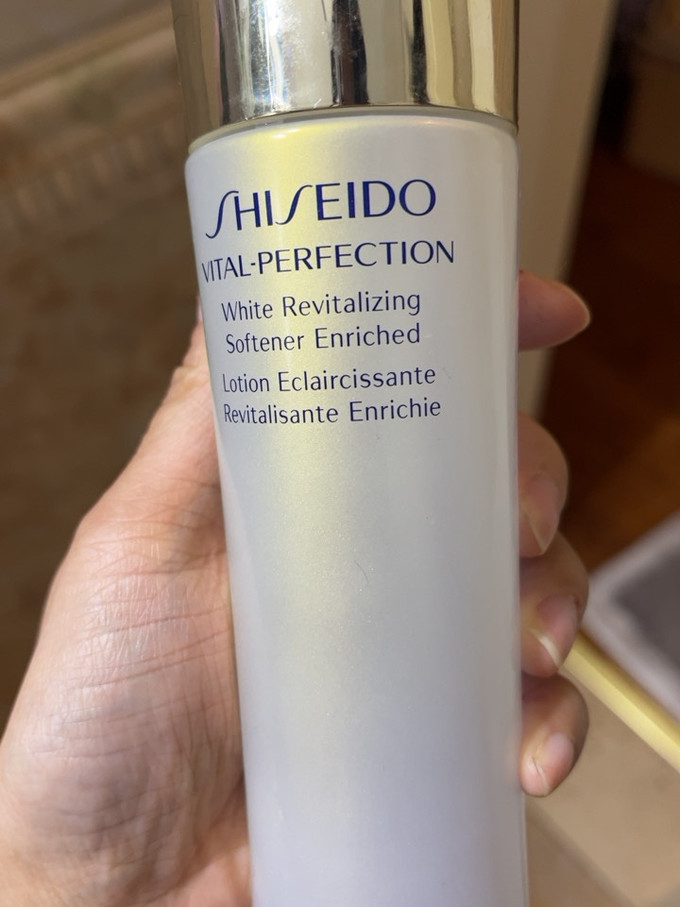 SHISEIDO
VITAL-PERFECTION
White Revitalizing
Softener Enriched
Lotion Eclaircissante
Revitalisante Enrichie